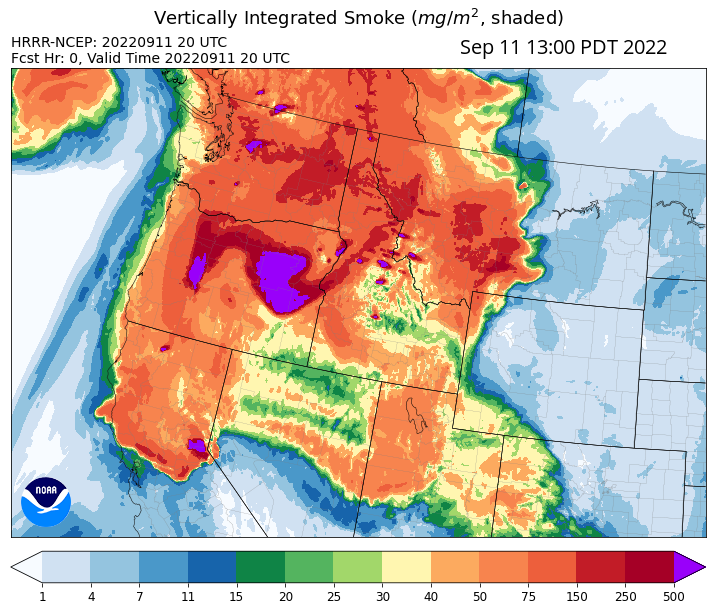 Vertically Integrated Smoke (mg/m², shaded)
HRRR-NCEP: 20220911 20 UTC
Fcst Hr: 0, Valid Time 20220911 20 UTC
Sep 11 13:00 PDT 2022
NOAA
1 4 7 11 15 20 25 30 40 50 75 150 250 500